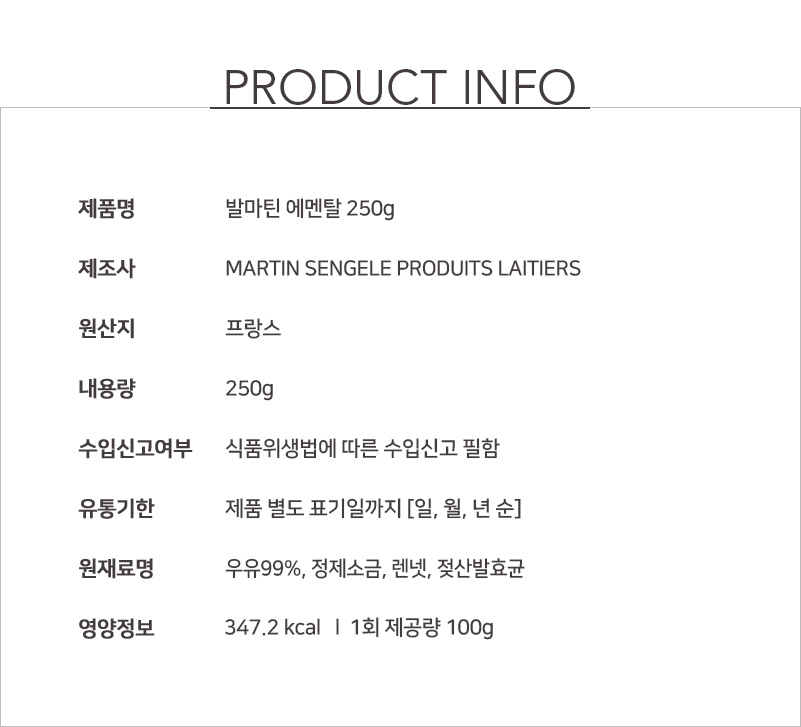 PRODUCT INFO
제품명 발마틴 에멘탈 250g
제조사 MARTIN SENGELE PRODUITS LAITIERS
원산지 프랑스
내용량 250g
수입신고여부 식품위생법에 따른 수입신고 필함
유통기한 제품 별도 표기일까지 [일, 월, 년 순]
원재료명 우유99%, 정제소금, 렌넷, 젖산발효균
영양정보 347.2 kcal ㅣ 1회 제공량 100g